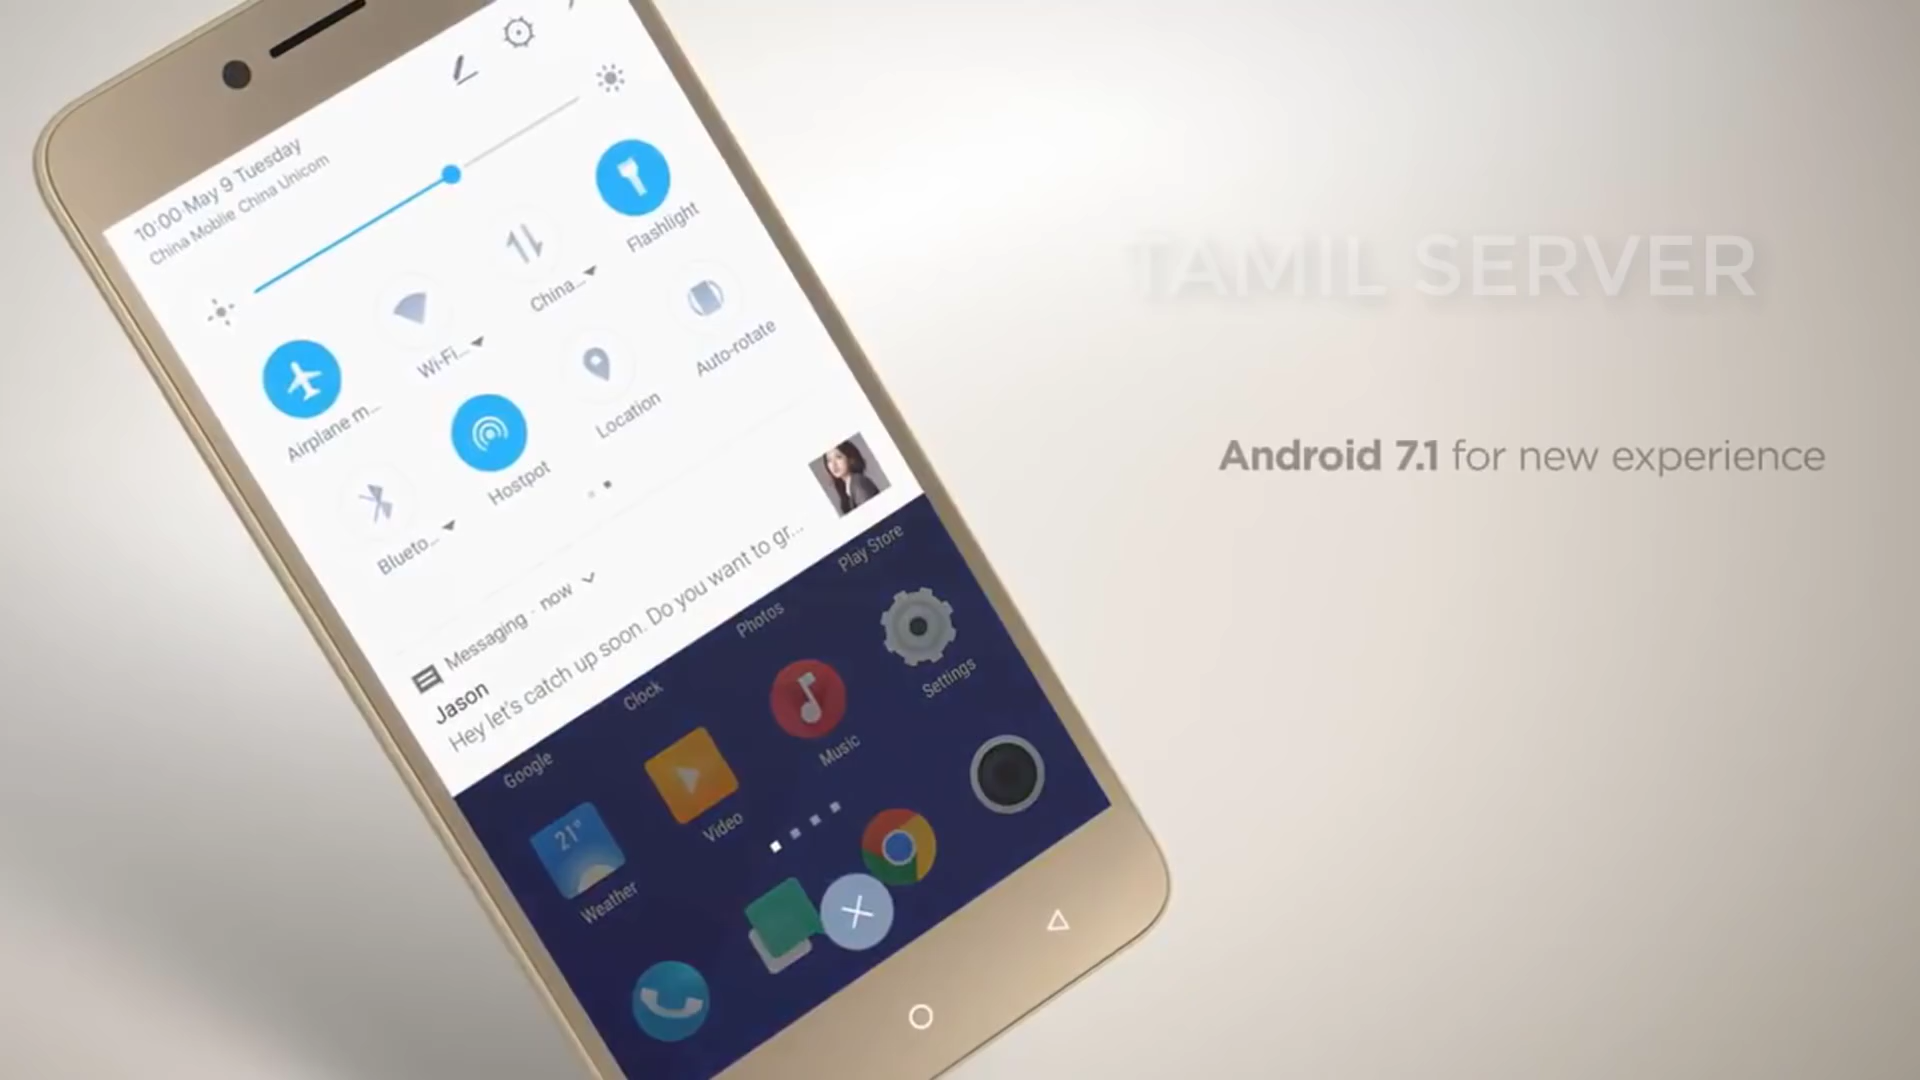 10:00 May 9 Tuesday
China Moblie China Unicom
Flashlight
China...
Wi-Fi...
Airplane m...
Auto-rotate
Location
Hostpot
Blueto...
Messaging · now
Jason
Hey let's catch up soon. Do you want to gr...
Google
Clock
Photos
Play Store
21°
Weather
Video
Music
Settings
TAMIL SERVER
Android 7.1 for new experience